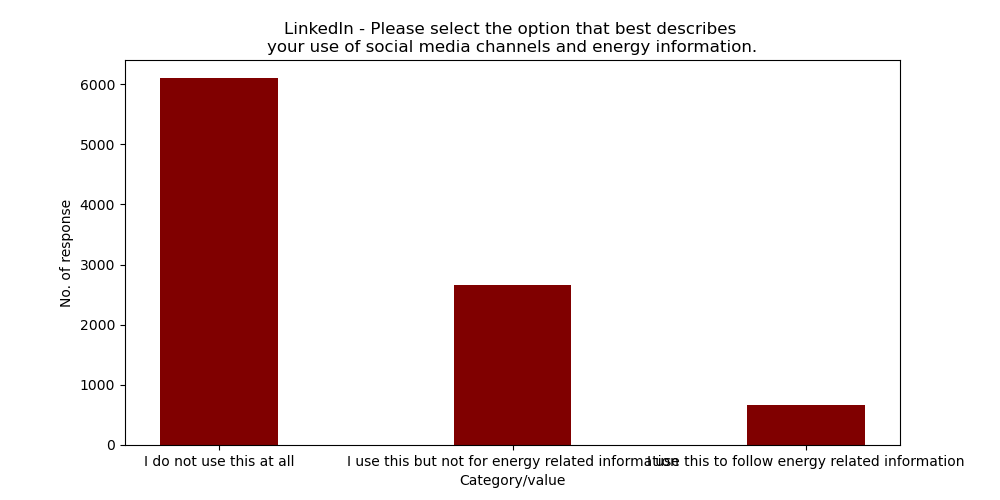 LinkedIn - Please select the option that best describes
your use of social media channels and energy information.
No. of response
6000
5000
4000
3000
2000
1000
0
I do not use this at all
I use this but not for energy related information
I use this to follow energy related information
Category/value